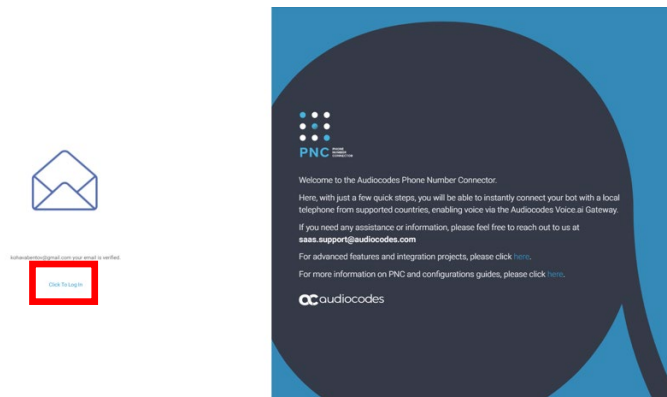 your email is verified.
Click To Log In
PNC PHONE NUMBER CONNECTOR
Welcome to the Audiocodes Phone Number Connector.
Here, with just a few quick steps, you will be able to instantly connect your bot with a local
telephone from supported countries, enabling voice via the Audiocodes Voice.ai Gateway.
If you need any assistance or information, please feel free to reach out to us at
saas.support@audiocodes.com
For advanced features and integration projects, please click here.
For more information on PNC and configurations guides, please click here.
audiocodes